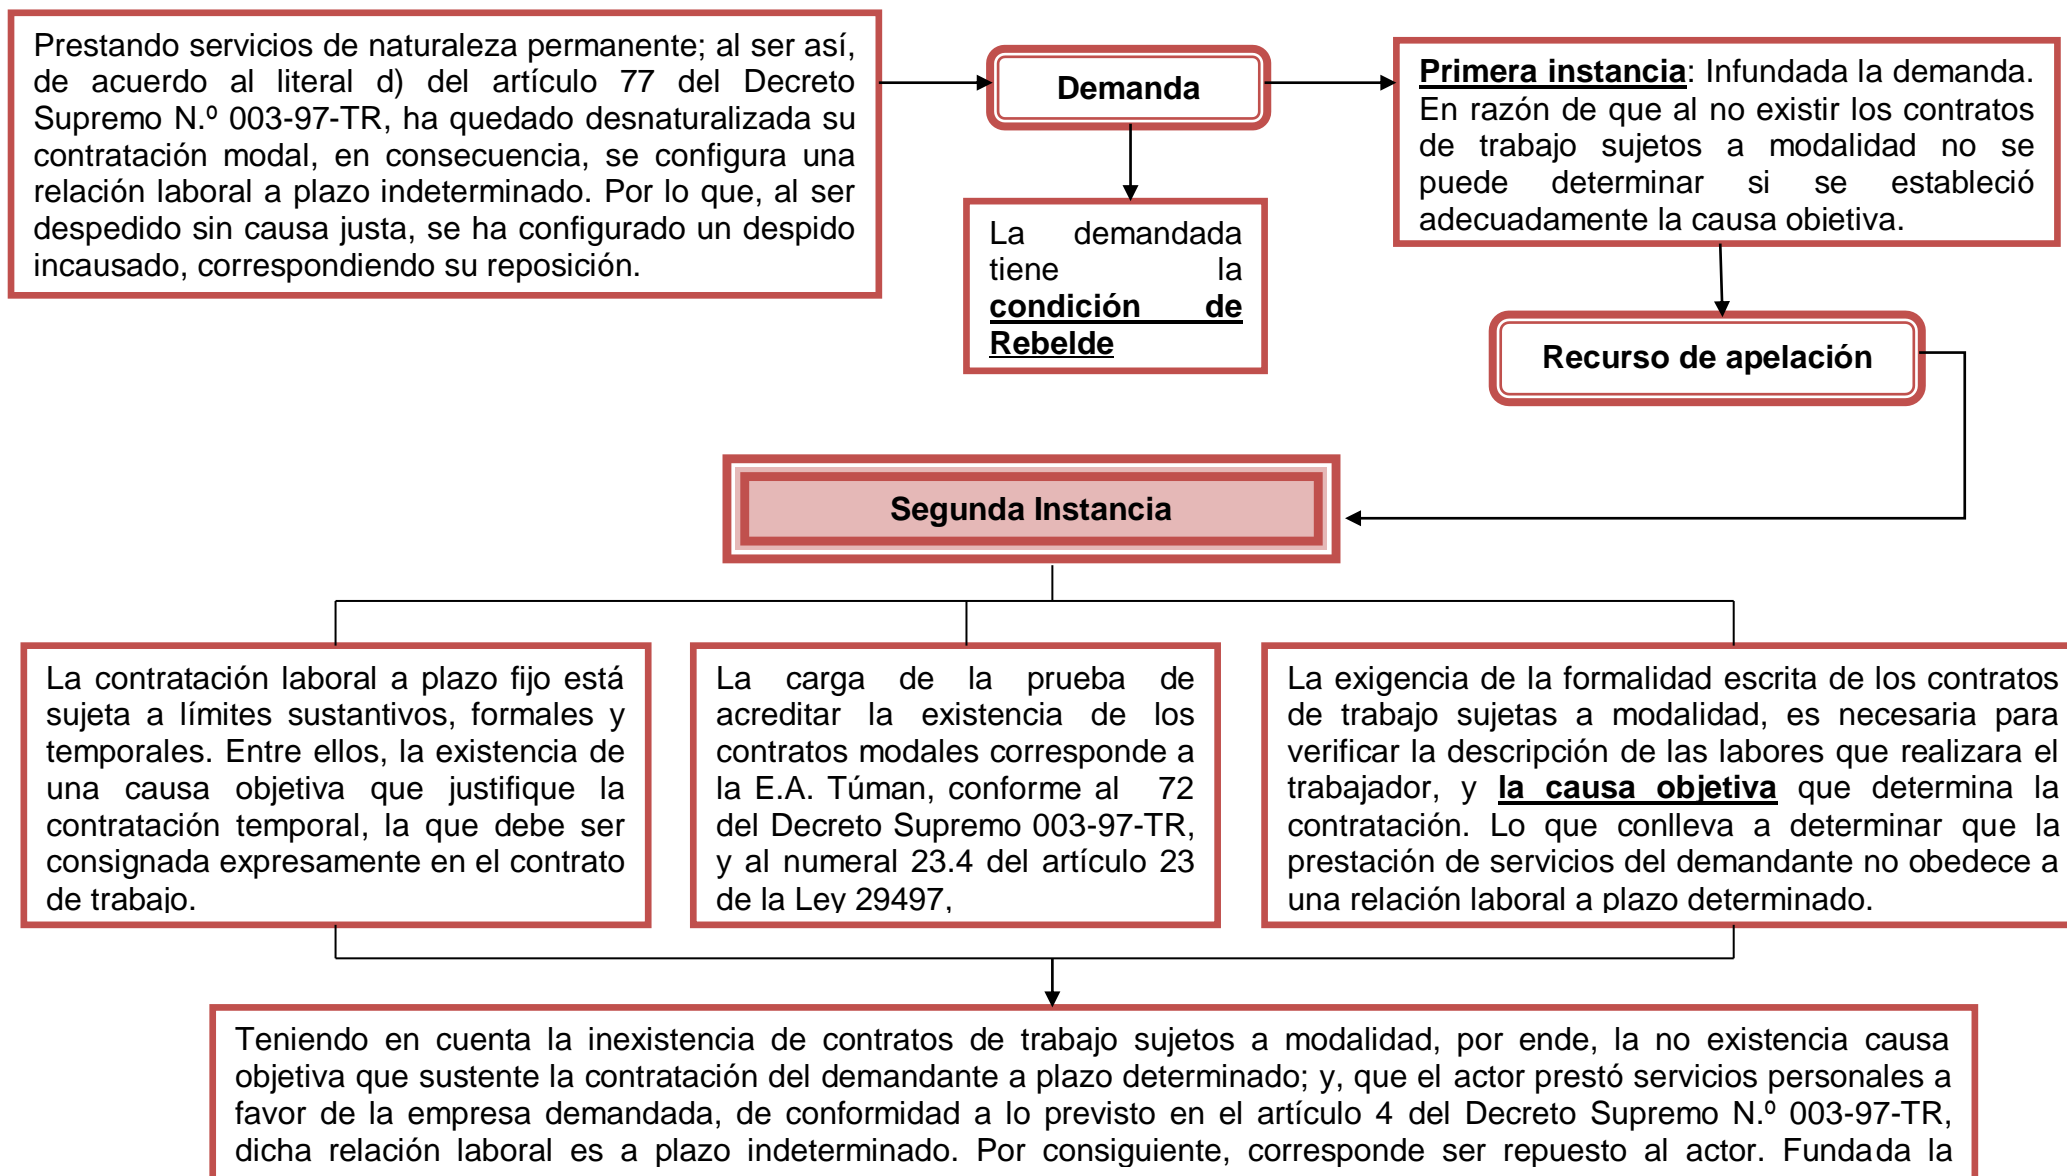 Prestando servicios de naturaleza permanente; al ser así,
de acuerdo al literal d) del artículo 77 del Decreto
Supremo N.º 003-97-TR, ha quedado desnaturalizada su
contratación modal, en consecuencia, se configura una
relación laboral a plazo indeterminado. Por lo que, al ser
despedido sin causa justa, se ha configurado un despido
incausado, correspondiendo su reposición.
Demanda
La demandada
tiene la
condición de
Rebelde
Primera instancia: Infundada la demanda.
En razón de que al no existir los contratos
de trabajo sujetos a modalidad no se
puede determinar si se estableció
adecuadamente la causa objetiva.
Recurso de apelación
Segunda Instancia
La contratación laboral a plazo fijo está
sujeta a límites sustantivos, formales y
temporales. Entre ellos, la existencia de
una causa objetiva que justifique la
contratación temporal, la que debe ser
consignada expresamente en el contrato
de trabajo.
La carga de la prueba de
acreditar la existencia de los
contratos modales corresponde a
la E.A. Túman, conforme al 72
del Decreto Supremo 003-97-TR,
y al numeral 23.4 del artículo 23
de la Ley 29497,
La exigencia de la formalidad escrita de los contratos
de trabajo sujetas a modalidad, es necesaria para
verificar la descripción de las labores que realizara el
trabajador, y la causa objetiva que determina la
contratación. Lo que conlleva a determinar que la
prestación de servicios del demandante no obedece a
una relación laboral a plazo determinado.
Teniendo en cuenta la inexistencia de contratos de trabajo sujetos a modalidad, por ende, la no existencia causa
objetiva que sustente la contratación del demandante a plazo determinado; y, que el actor prestó servicios personales a
favor de la empresa demandada, de conformidad a lo previsto en el artículo 4 del Decreto Supremo N.º 003-97-TR,
dicha relación laboral es a plazo indeterminado. Por consiguiente, corresponde ser repuesto al actor. Fundada la